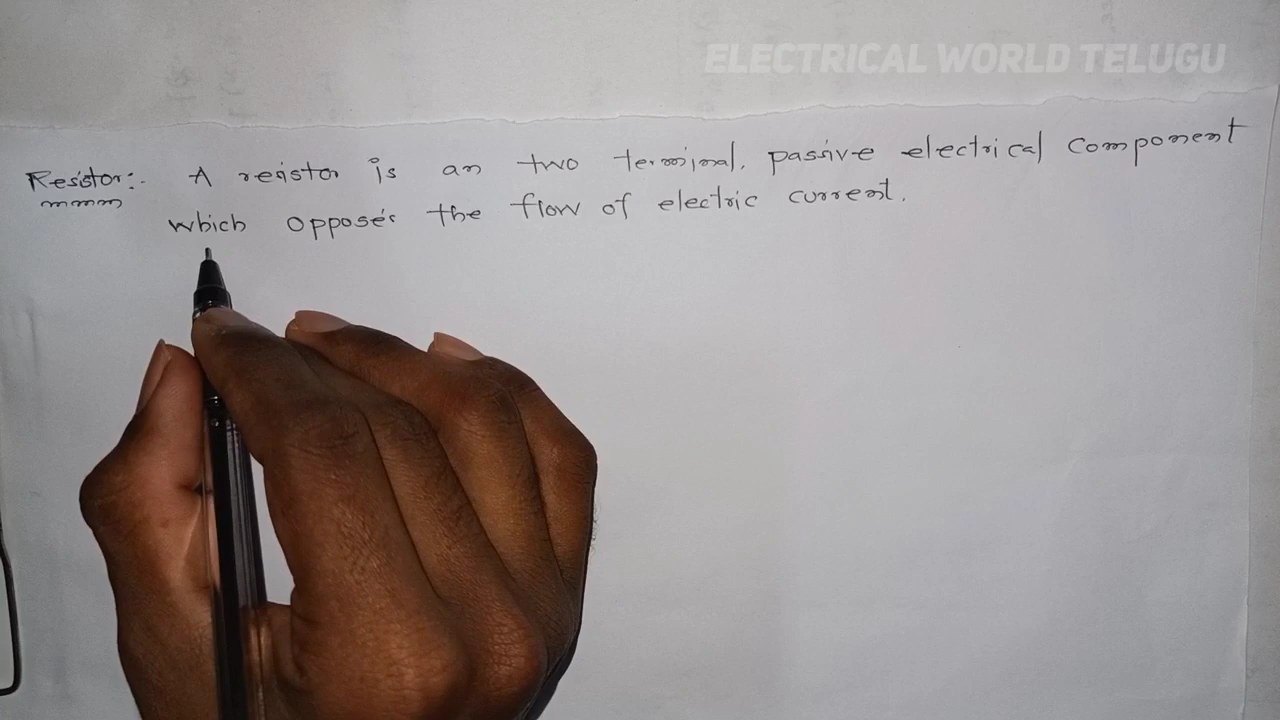 ELECTRICAL WORLD TELUGU
Resistor:- A resistor is an two terminal, passive electrical component
which opposes the flow of electric current.